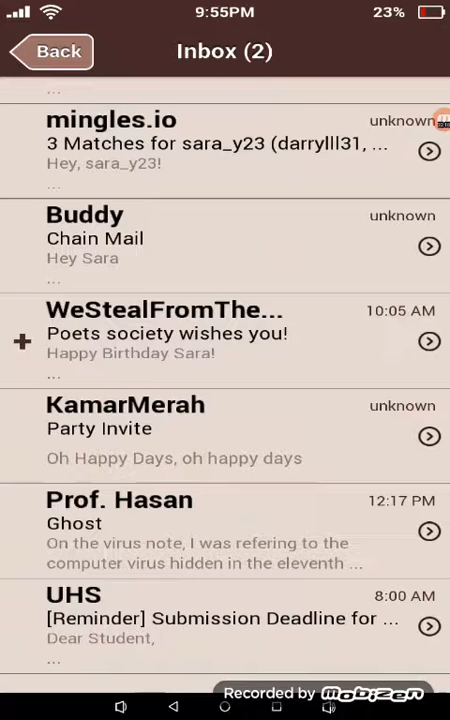 9:55PM
23%
Back
Inbox (2)
...
mingles.io
unknown
3 Matches for sara_y23 (darrylll31, ...
Hey, sara_y23!
...
Buddy
unknown
Chain Mail
Hey Sara
...
WeStealFromThe...
10:05 AM
Poets society wishes you!
Happy Birthday Sara!
...
KamarMerah
unknown
Party Invite
Oh Happy Days, oh happy days
Prof. Hasan
12:17 PM
Ghost
On the virus note, I was refering to the
computer virus hidden in the eleventh ...
UHS
8:00 AM
[Reminder] Submission Deadline for ...
Dear Student,
...
Recorded by mobizen